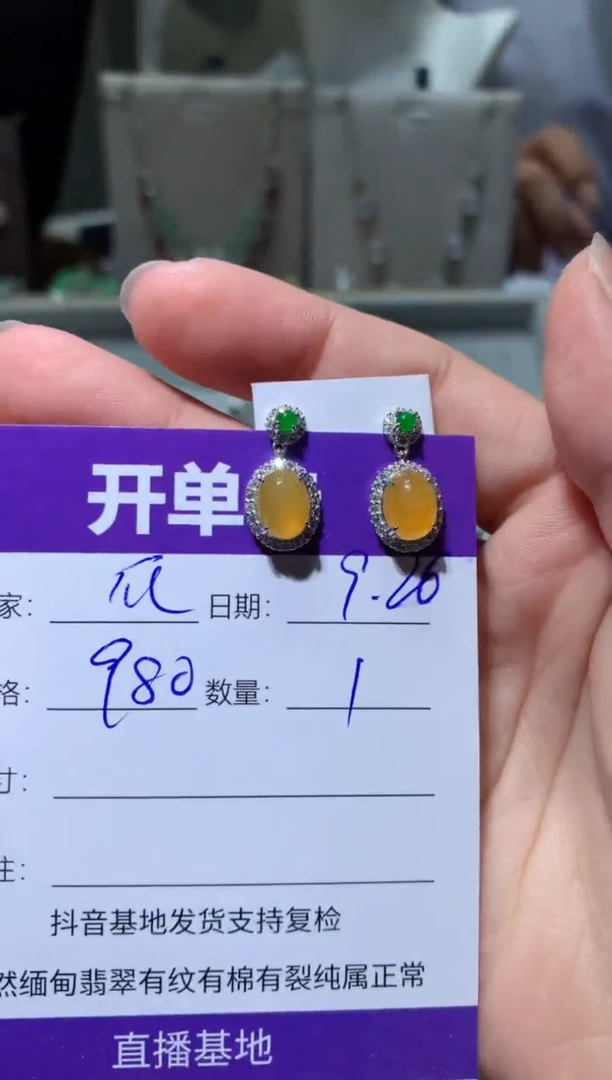 开单
家: 日期: 9.26
格: 980 数量: 1
寸:
注:
抖音基地发货支持复检
然缅甸翡翠有纹有棉有裂纯属正常
直播基地